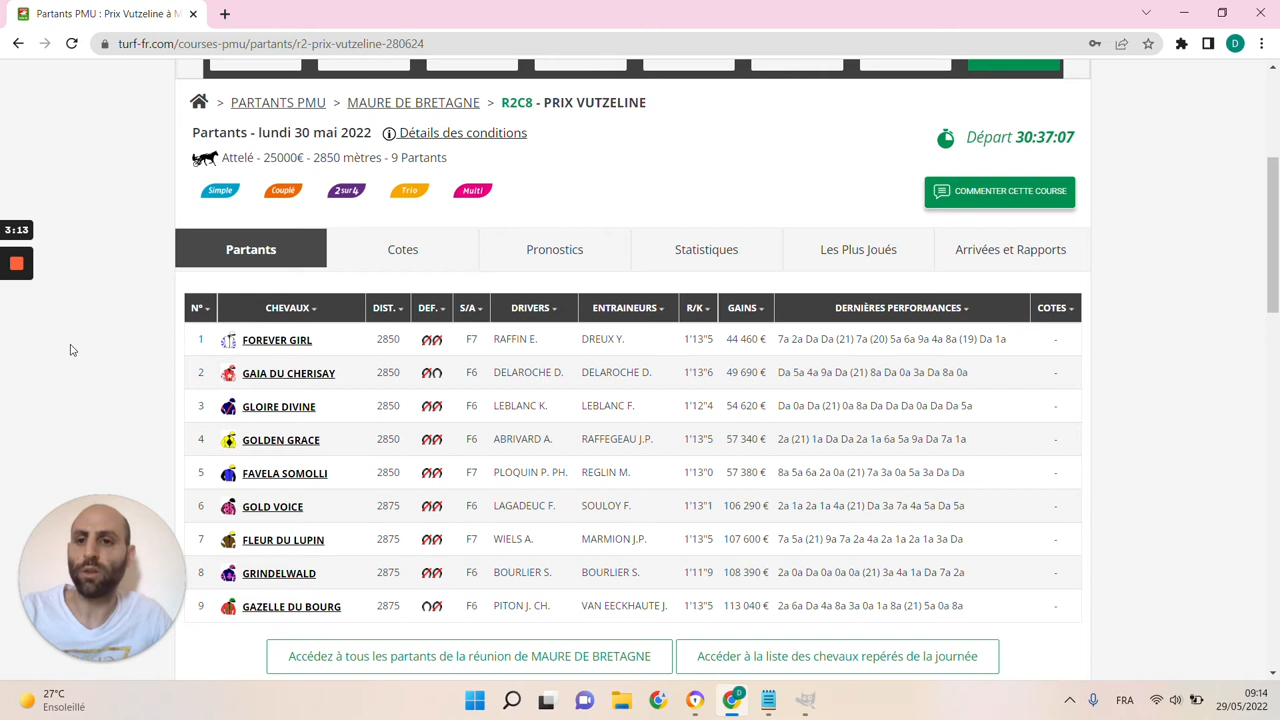 Partants PMU : Prix Vutzeline à M
turf-fr.com/courses-pmu/partants/r2-prix-vutzeline-280624
D
PARTANTS PMU > MAURE DE BRETAGNE > R2C8 - PRIX VUTZELINE
Partants - lundi 30 mai 2022 Détails des conditions
Départ 30:37:07
Attelé - 25000€ - 2850 mètres - 9 Partants
Simple Couplé 2sur4 Trio Multi
COMMENTER CETTE COURSE
3:13
Partants Cotes Pronostics Statistiques Les Plus Joués Arrivées et Rapports
N° CHEVAUX DIST. DEF. S/A DRIVERS ENTRAINEURS R/K GAINS DERNIÈRES PERFORMANCES COTES
1 FOREVER GIRL 2850 F7 RAFFIN E. DREUX Y. 1'13"5 44 460 € 7a 2a Da Da (21) 7a (20) 5a 6a 9a 4a 8a (19) Da 1a -
2 GAIA DU CHERISAY 2850 F6 DELAROCHE D. DELAROCHE D. 1'13"6 49 690 € Da 5a 4a 9a Da (21) 8a Da 0a 3a Da 8a 0a -
3 GLOIRE DIVINE 2850 F6 LEBLANC K. LEBLANC F. 1'12"4 54 620 € Da 0a Da (21) 0a 8a Da Da Da 0a Da Da 5a -
4 GOLDEN GRACE 2850 F6 ABRIVARD A. RAFFEGEAU J.P. 1'13"5 57 340 € 2a (21) 1a Da Da 2a 1a 6a 5a 9a Da 7a 1a -
5 FAVELA SOMOLLI 2850 F7 PLOQUIN P. PH. REGLIN M. 1'13"0 57 380 € 8a 5a 6a 2a 0a (21) 7a 3a 0a 5a 3a Da Da -
6 GOLD VOICE 2875 F6 LAGADEUC F. SOULOY F. 1'13"1 106 290 € 2a 1a 2a 1a 4a (21) Da 3a 7a 4a 5a Da 5a -
7 FLEUR DU LUPIN 2875 F7 WIELS A. MARMION J.P. 1'13"5 107 600 € 7a 5a (21) 9a 7a 2a 4a 2a 1a 2a 1a 3a Da -
8 GRINDELWALD 2875 F6 BOURLIER S. BOURLIER S. 1'11"9 108 390 € 2a 0a Da 0a 0a (21) 3a 4a 1a Da 7a 2a -
9 GAZELLE DU BOURG 2875 F6 PITON J. CH. VAN EECKHAUTE J. 1'13"5 113 040 € 2a 6a Da 4a 8a 3a 0a 1a 8a (21) 5a 0a 8a -
Accédez à tous les partants de la réunion de MAURE DE BRETAGNE
Accéder à la liste des chevaux repérés de la journée
27°C
Ensoleillé
FRA
09:14
29/05/2022